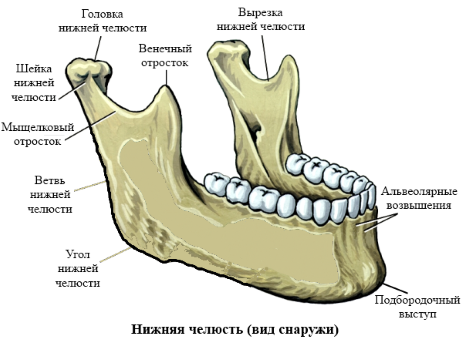 Головка
нижней челюсти
Вырезка
нижней челюсти
Венечный
отросток
Шейка
нижней
челюсти
Мыщелковый
отросток
Ветвь
нижней
челюсти
Альвеолярные
возвышения
Угол
нижней
челюсти
Подбородочный
выступ
Нижняя челюсть (вид снаружи)